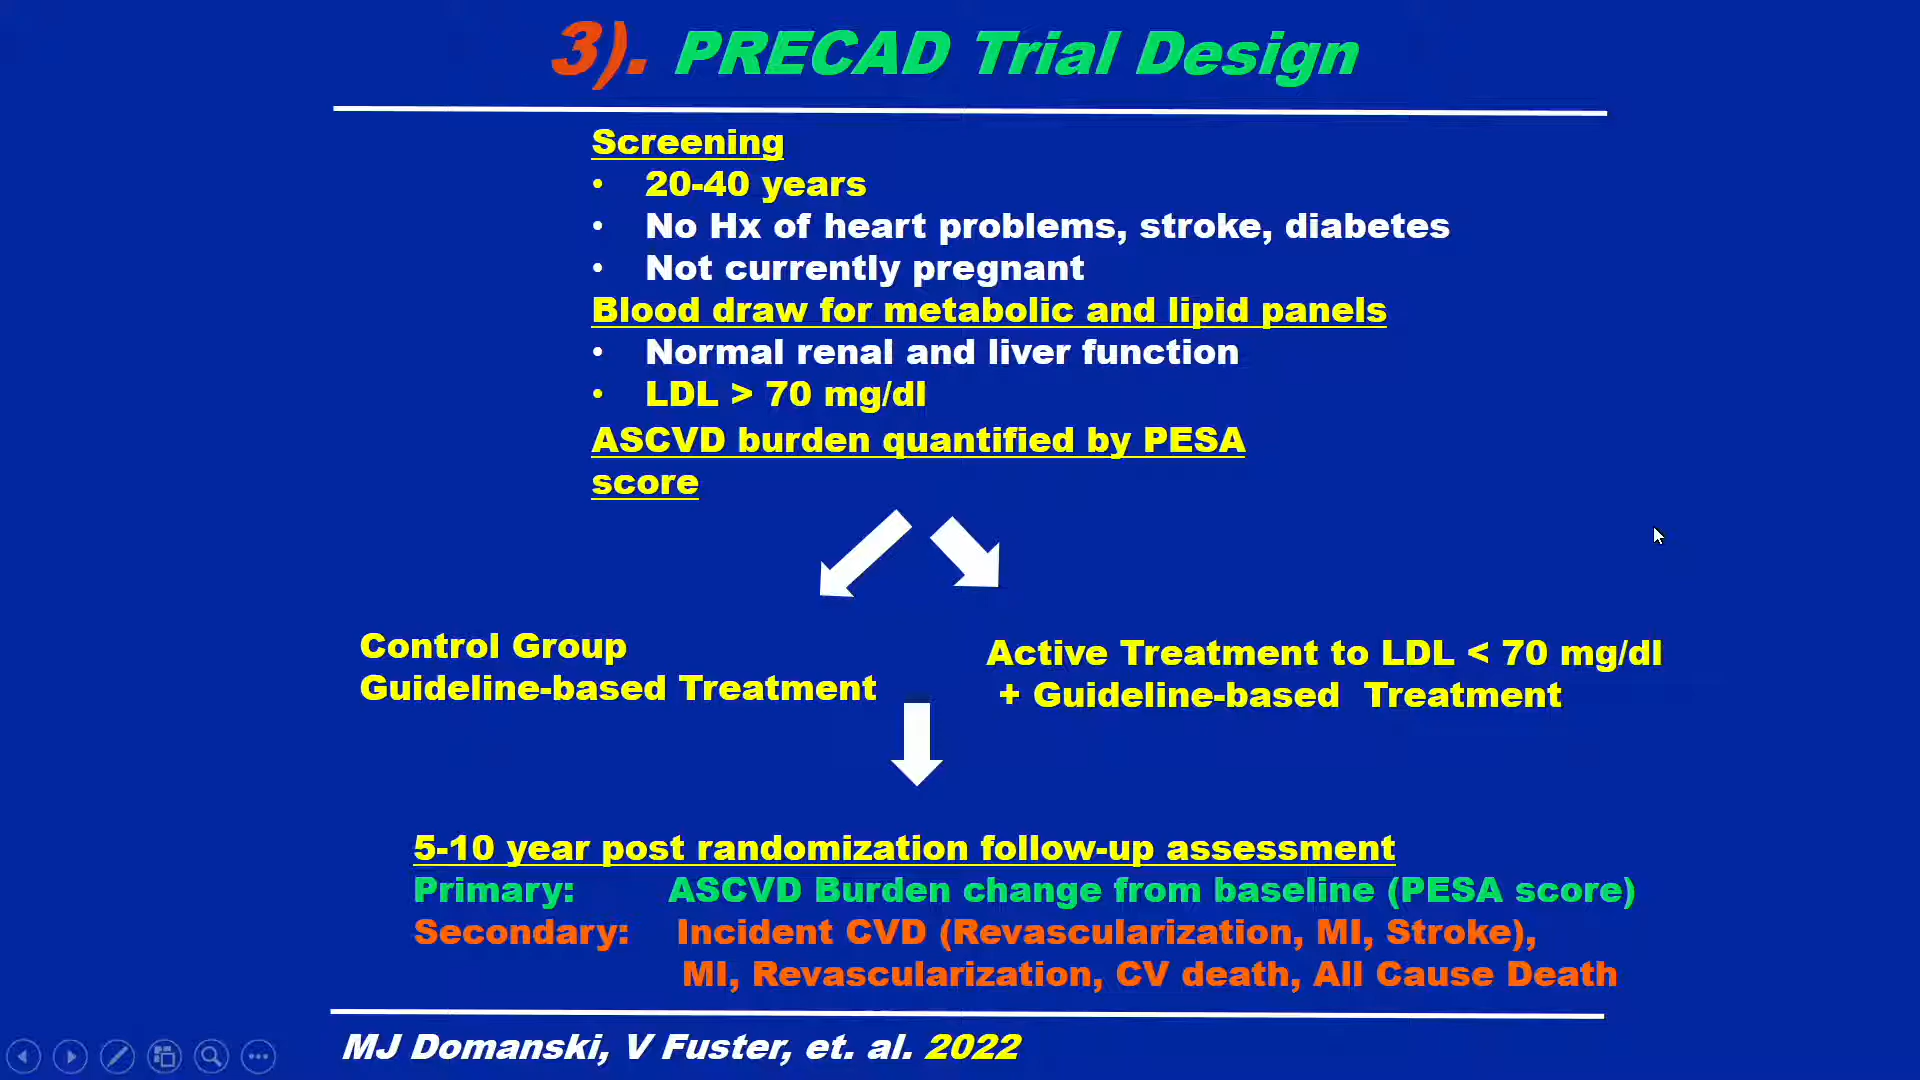 3). PRECAD Trial Design
Screening
• 20-40 years
• No Hx of heart problems, stroke, diabetes
• Not currently pregnant
Blood draw for metabolic and lipid panels
• Normal renal and liver function
• LDL > 70 mg/dl
ASCVD burden quantified by PESA
score
Control Group
Guideline-based Treatment
Active Treatment to LDL < 70 mg/dl
+ Guideline-based Treatment
5-10 year post randomization follow-up assessment
Primary: ASCVD Burden change from baseline (PESA score)
Secondary: Incident CVD (Revascularization, MI, Stroke),
MI, Revascularization, CV death, All Cause Death
MJ Domanski, V Fuster, et. al. 2022